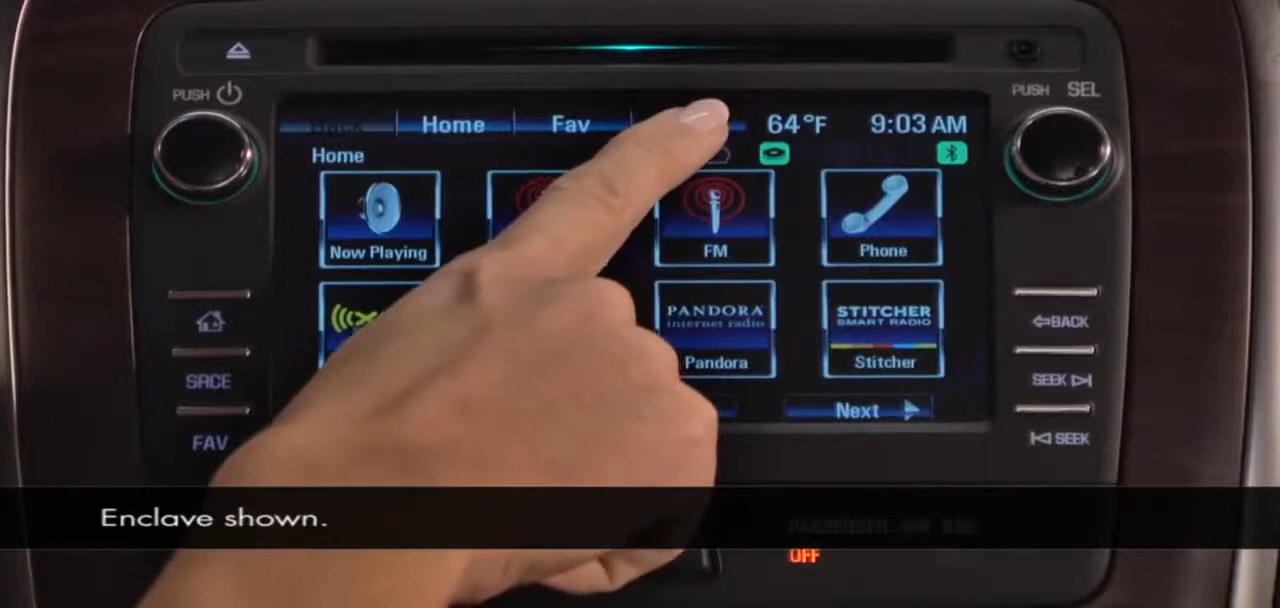 PUSH
PUSH SEL
Home Fav 64°F 9:03 AM
Home
Now Playing FM Phone
PANDORA STITCHER
internet radio SMART RADIO
Pandora Stitcher
Next
SRCE
FAV
BACK
SEEK
SEEK
Enclave shown.
OFF